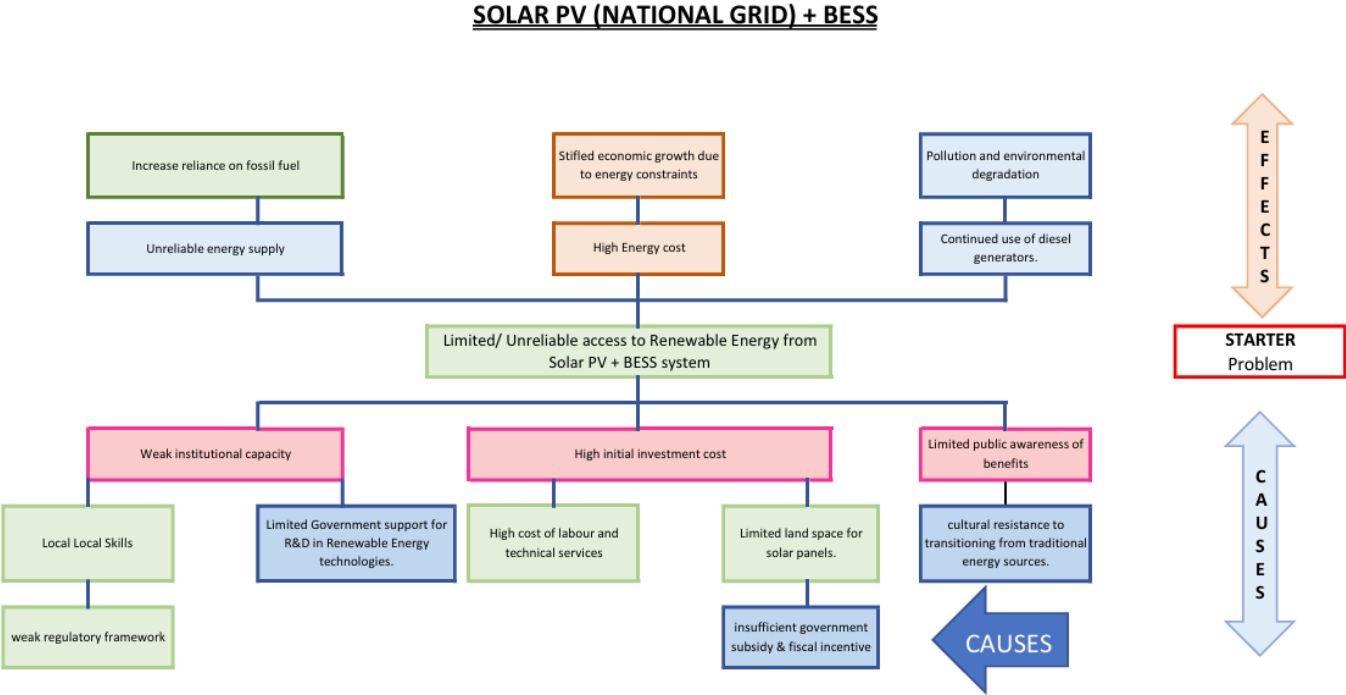 SOLAR PV (NATIONAL GRID) + BESS
Increase reliance on fossil fuel
Stifled economic growth due
to energy constraints
Pollution and environmental
degradation
Unreliable energy supply
High Energy cost
Continued use of diesel
generators.
EFFECTS
Limited/ Unreliable access to Renewable Energy from
Solar PV + BESS system
STARTER
Problem
Weak institutional capacity
High initial investment cost
Limited public awareness of
benefits
Local Local Skills
Limited Government support for
R&D in Renewable Energy
technologies.
High cost of labour and
technical services
Limited land space for
solar panels.
cultural resistance to
transitioning from traditional
energy sources.
CAUSES
weak regulatory framework
insufficient government
subsidy & fiscal incentive
CAUSES